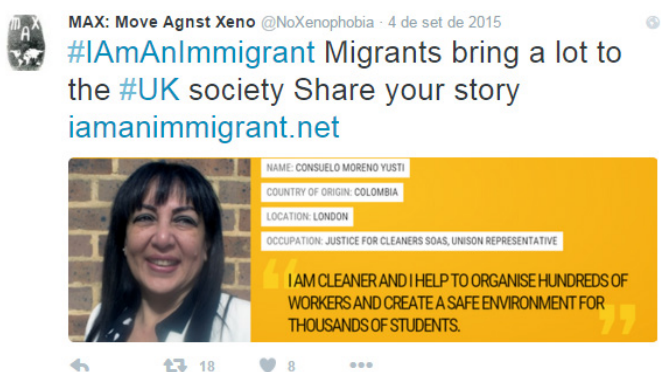 MAX: Move Agnst Xeno @NoXenophobia · 4 de set de 2015
#IAmAnImmigrant Migrants bring a lot to
the #UK society Share your story
iamanimmigrant.net
NAME: CONSUELO MORENO YUSTI
COUNTRY OF ORIGIN: COLOMBIA
LOCATION: LONDON
OCCUPATION: JUSTICE FOR CLEANERS SOAS, UNISON REPRESENTATIVE
“I AM CLEANER AND I HELP TO ORGANISE HUNDREDS OF
WORKERS AND CREATE A SAFE ENVIRONMENT FOR
THOUSANDS OF STUDENTS.”
18 8
MAX